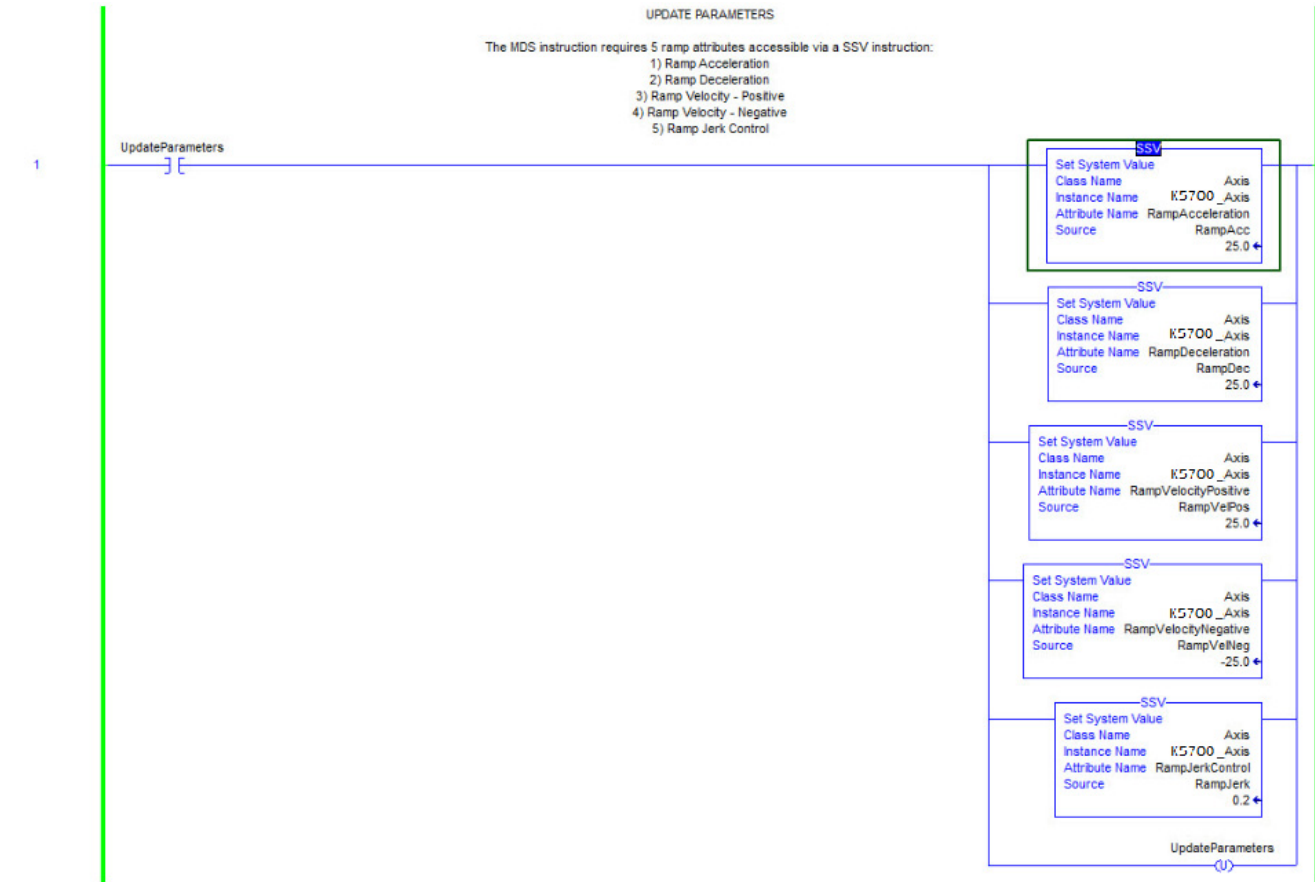 UPDATE PARAMETERS
The MDS instruction requires 5 ramp attributes accessible via a SSV instruction:
1) Ramp Acceleration
2) Ramp Deceleration
3) Ramp Velocity - Positive
4) Ramp Velocity - Negative
5) Ramp Jerk Control
UpdateParameters
1
SSV
Set System Value
Class Name Axis
Instance Name K5700_Axis
Attribute Name RampAcceleration
Source RampAcc
25.0
SSV
Set System Value
Class Name Axis
Instance Name K5700_Axis
Attribute Name RampDeceleration
Source RampDec
25.0
SSV
Set System Value
Class Name Axis
Instance Name K5700_Axis
Attribute Name RampVelocityPositive
Source RampVelPos
25.0
SSV
Set System Value
Class Name Axis
Instance Name K5700_Axis
Attribute Name RampVelocityNegative
Source RampVelNeg
-25.0
SSV
Set System Value
Class Name Axis
Instance Name K5700_Axis
Attribute Name RampJerkControl
Source RampJerk
0.2
UpdateParameters
U